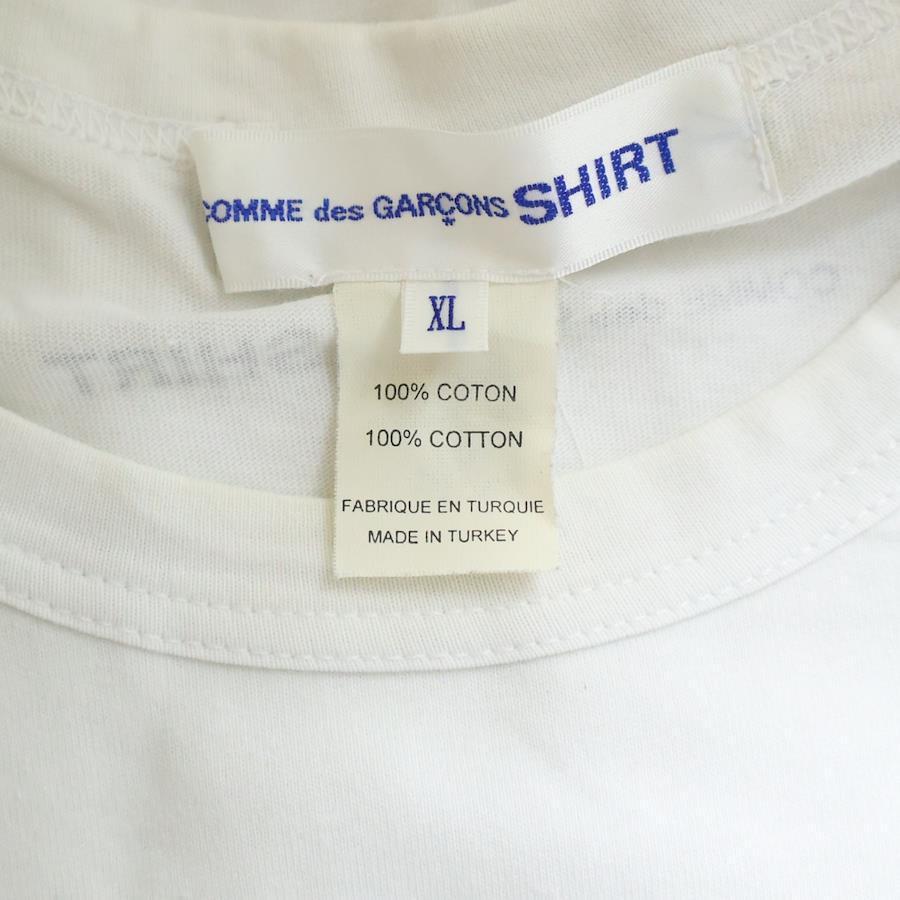 COMME des GARÇONS SHIRT
*
XL
100% COTON
100% COTTON
FABRIQUE EN TURQUIE
MADE IN TURKEY